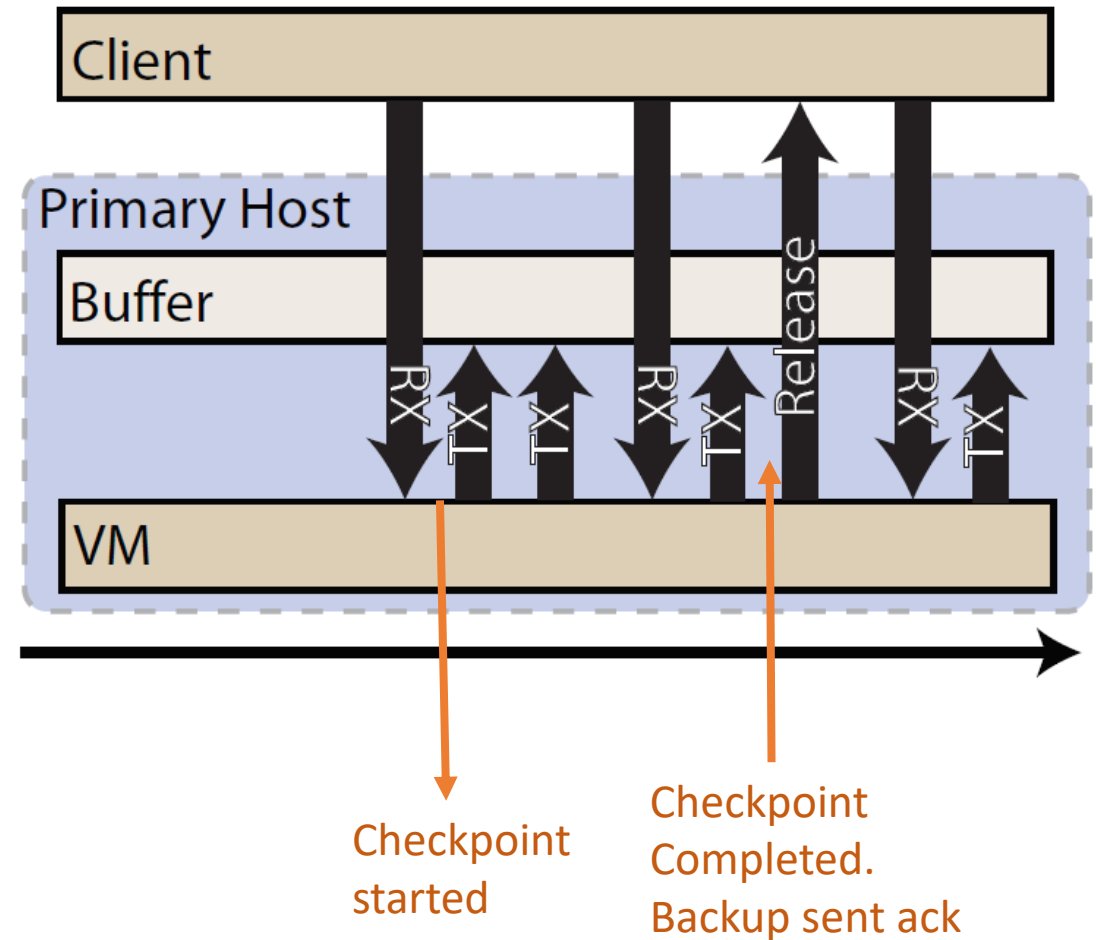 Client
Primary Host
Buffer
RX
TX
TX
RX
TX
Release
RX
TX
VM
Checkpoint
started
Checkpoint
Completed.
Backup sent ack